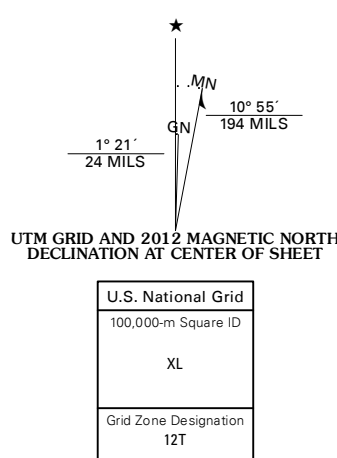 ★
MN
GN
10° 55´
194 MILS
1° 21´
24 MILS
UTM GRID AND 2012 MAGNETIC NORTH
DECLINATION AT CENTER OF SHEET
U.S. National Grid
100,000-m Square ID
XL
Grid Zone Designation
12T